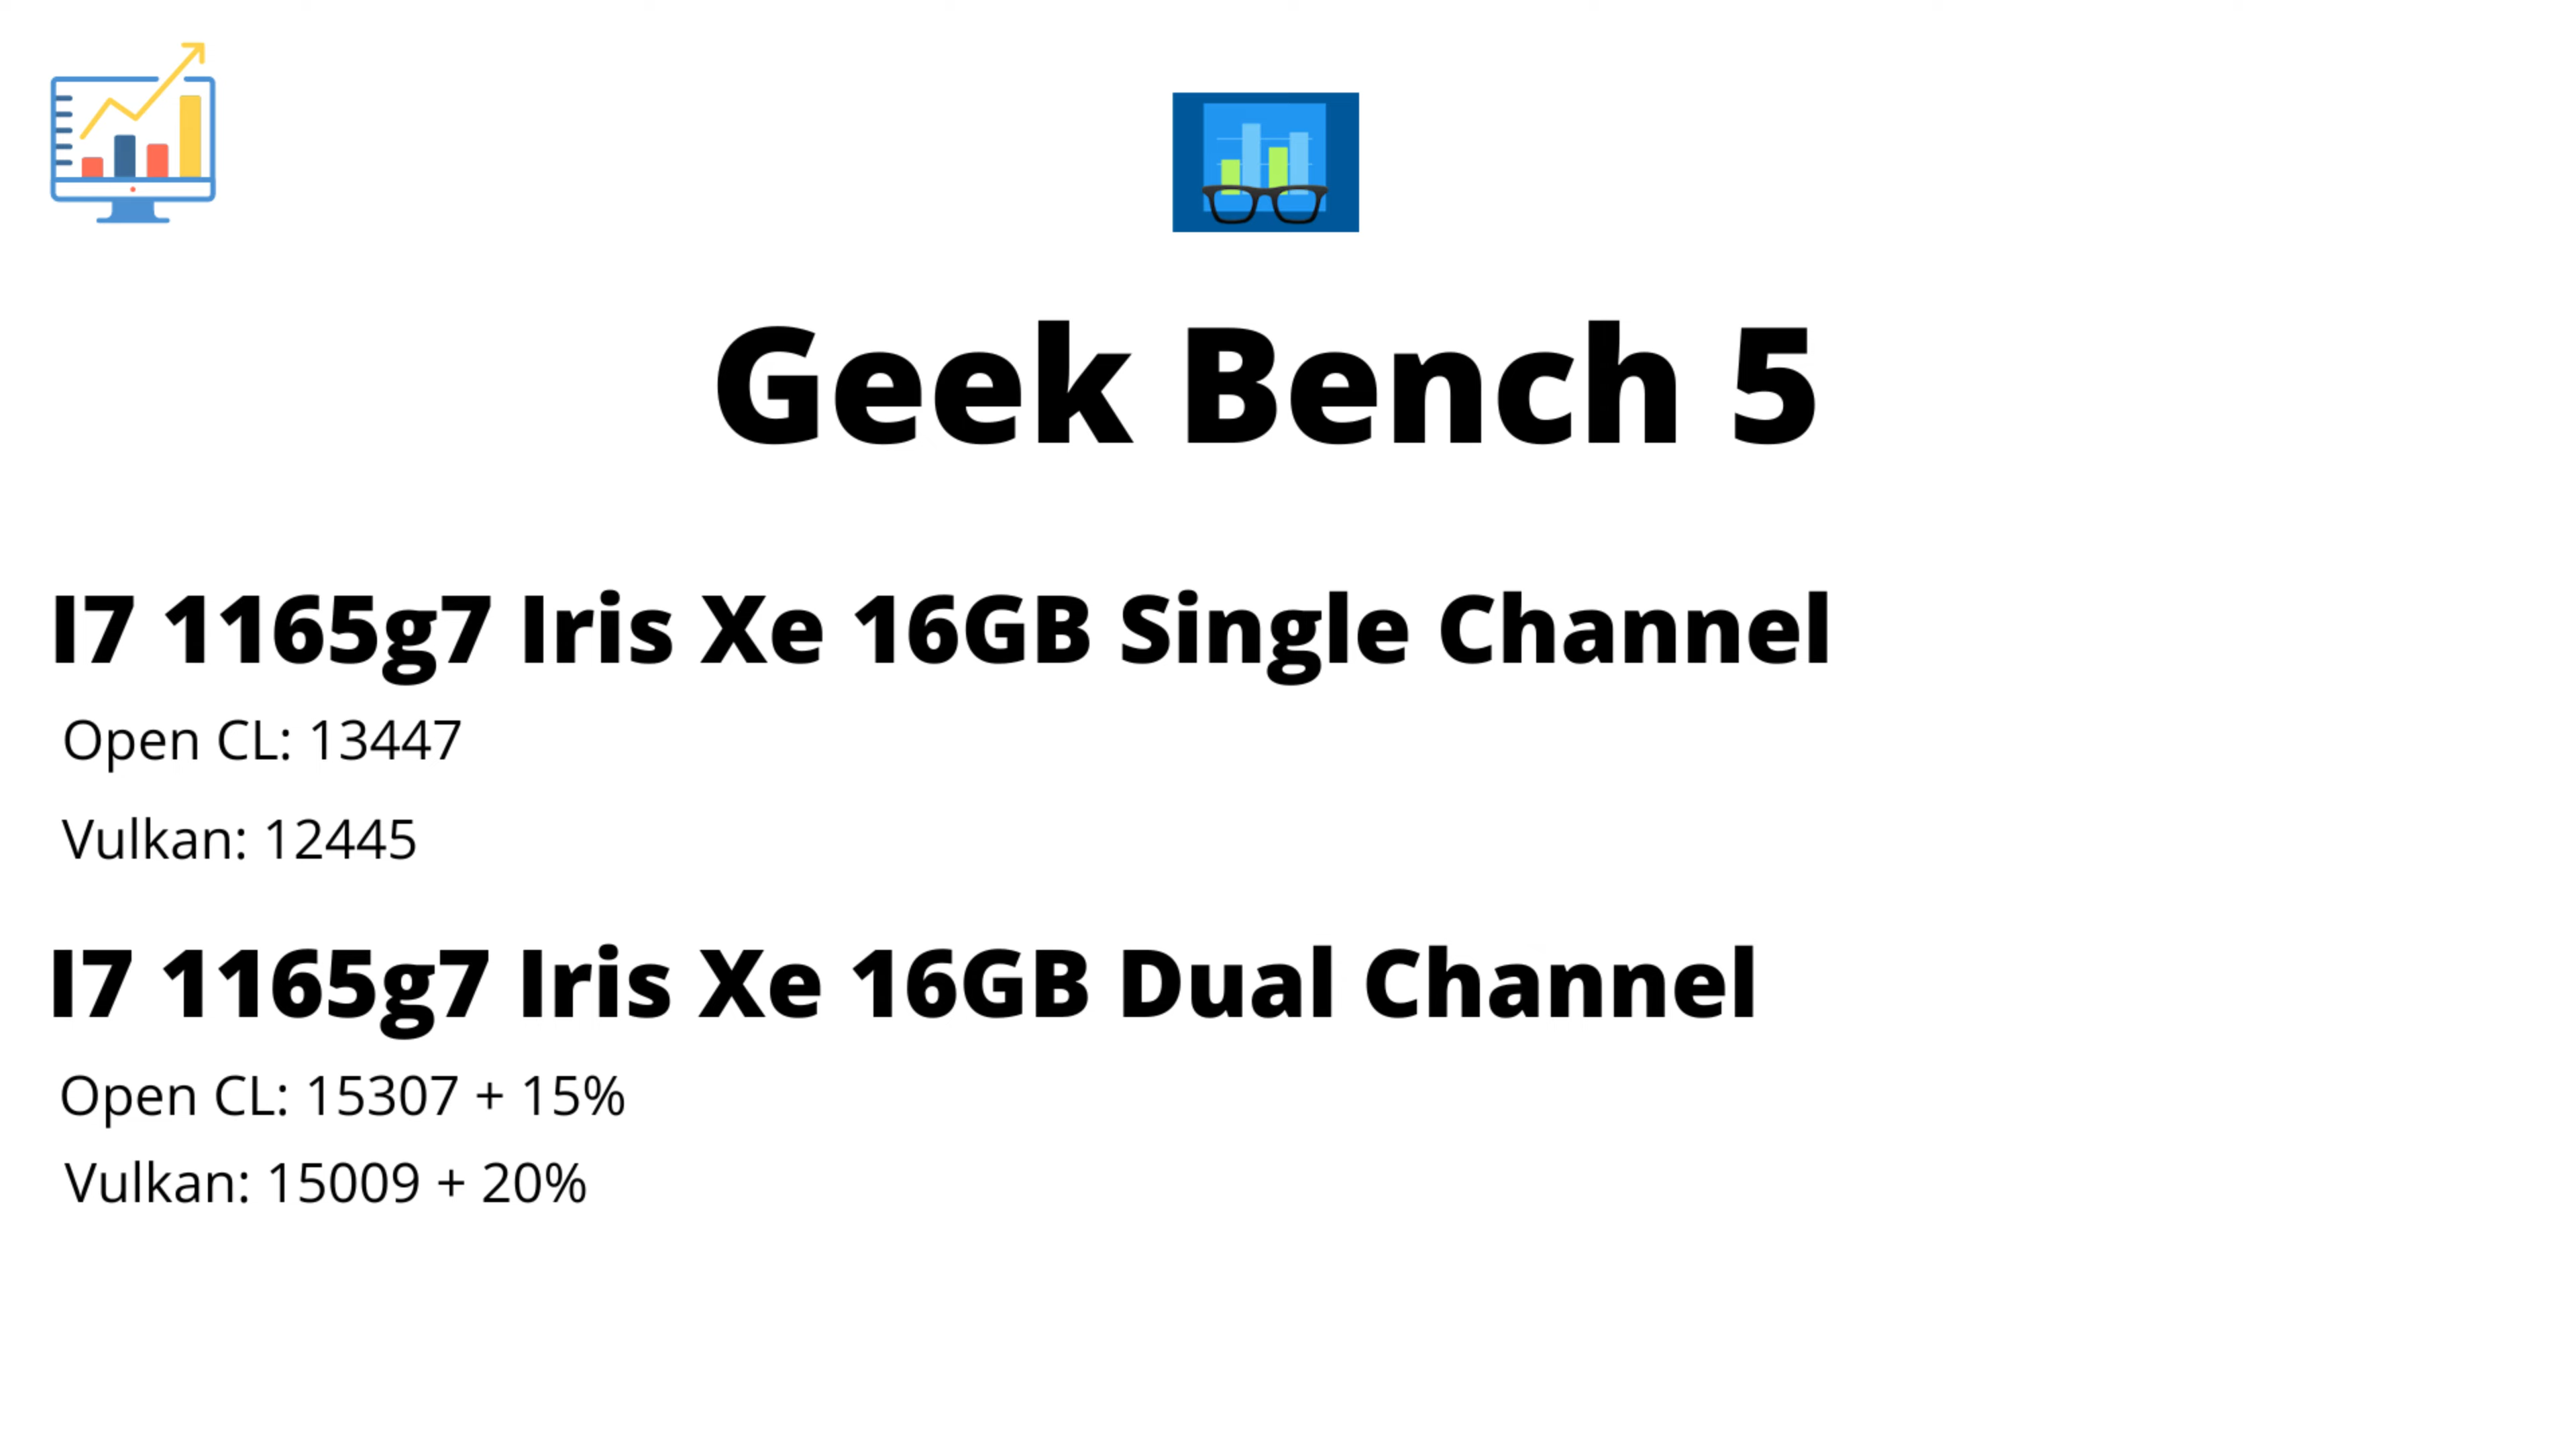 Geek Bench 5
I7 1165g7 Iris Xe 16GB Single Channel
Open CL: 13447
Vulkan: 12445
I7 1165g7 Iris Xe 16GB Dual Channel
Open CL: 15307 + 15%
Vulkan: 15009 + 20%